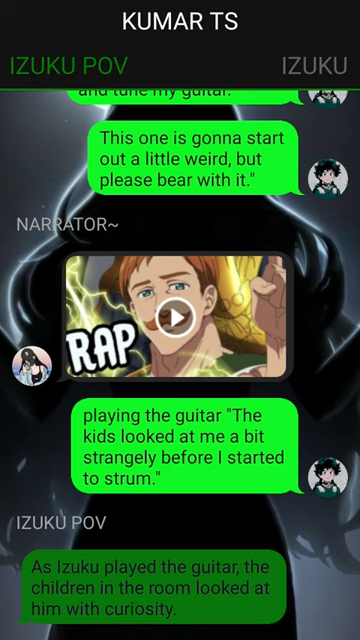 KUMAR TS
IZUKU POV
IZUKU
and tune my guitar.
This one is gonna start
out a little weird, but
please bear with it."
NARRATOR~
RAP
playing the guitar "The
kids looked at me a bit
strangely before I started
to strum."
IZUKU POV
As Izuku played the guitar, the
children in the room looked at
him with curiosity.